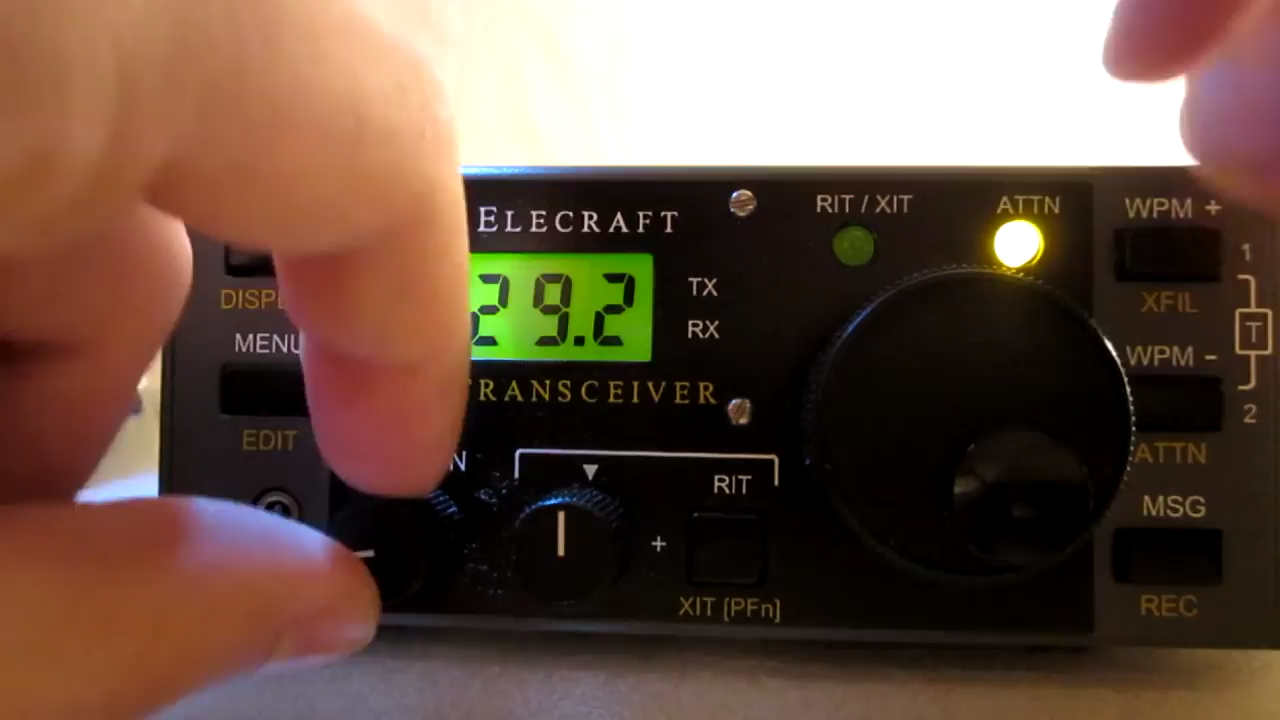 ELECRAFT
29.2
TX
RX
TRANSCEIVER
MENU
EDIT
RIT / XIT
ATTN
RIT
+
XIT [PFn]
WPM +
XFIL
WPM -
ATTN
MSG
REC
1
T
2